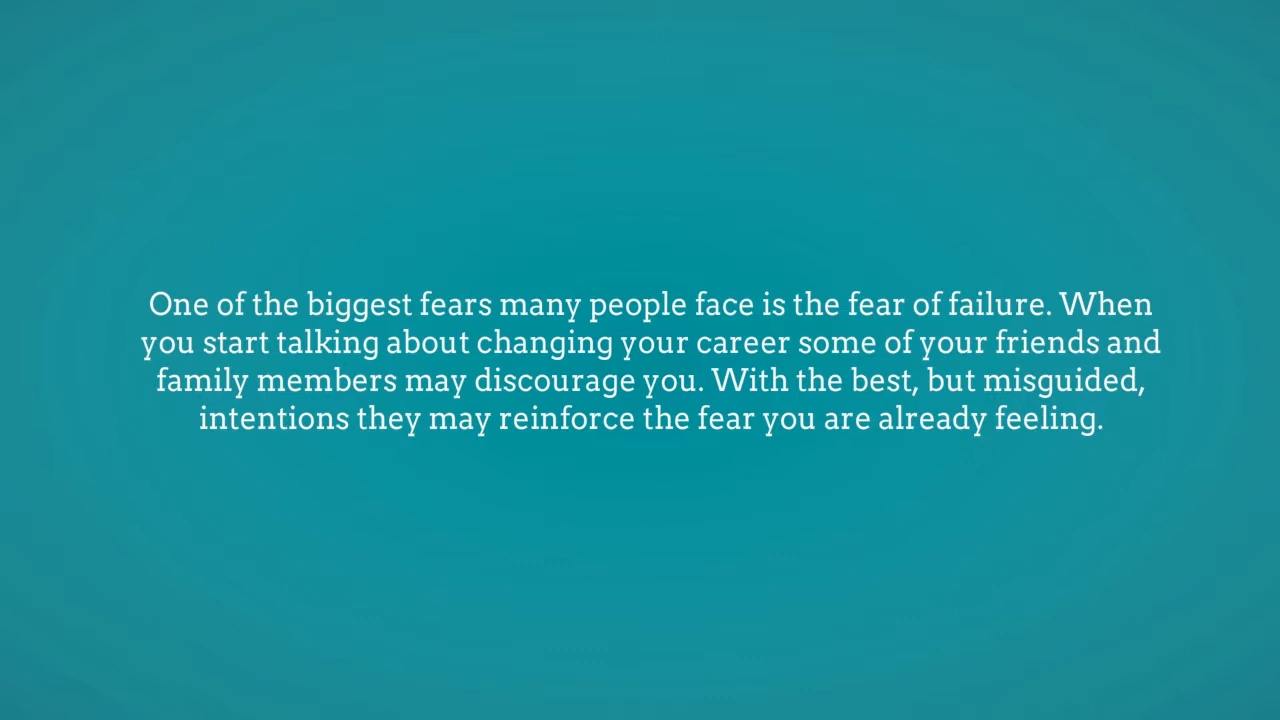 One of the biggest fears many people face is the fear of failure. When
you start talking about changing your career some of your friends and
family members may discourage you. With the best, but misguided,
intentions they may reinforce the fear you are already feeling.